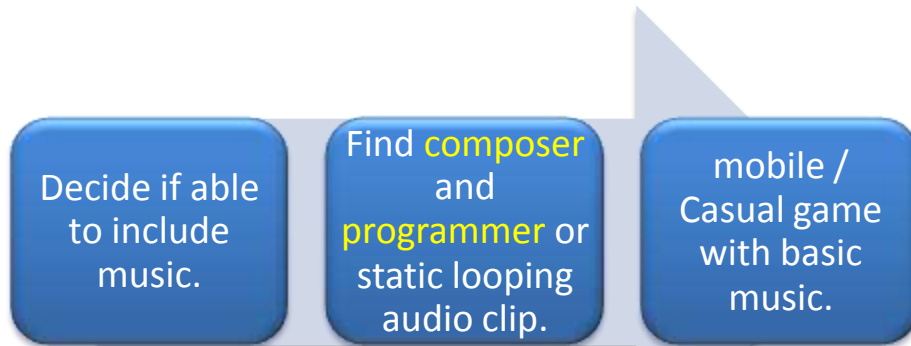 Decide if able
to include
music.
Find composer
and
programmer or
static looping
audio clip.
mobile /
Casual game
with basic
music.